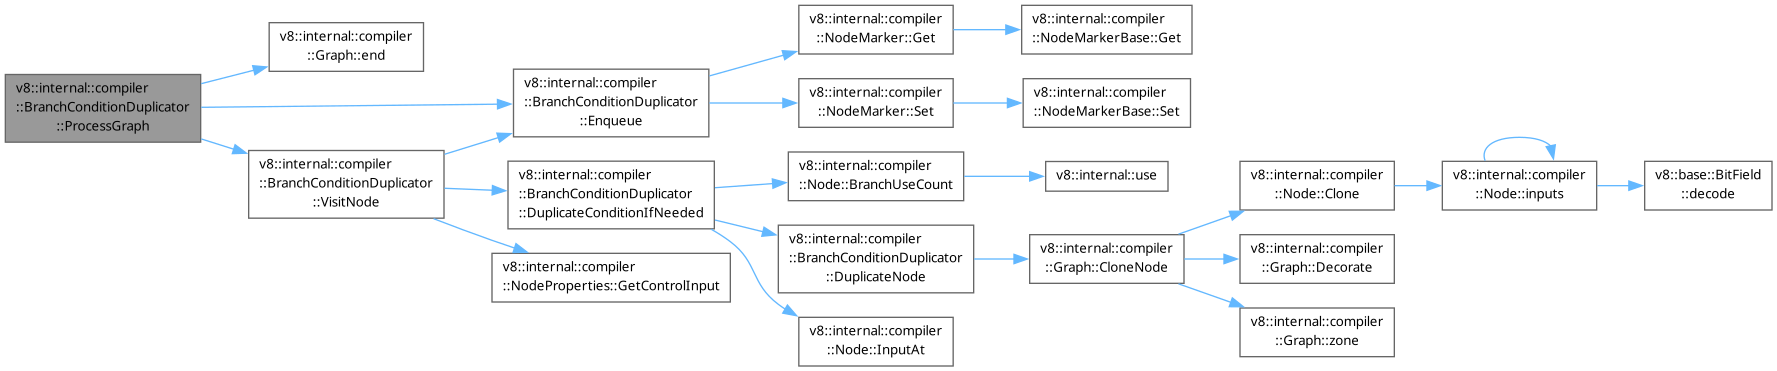 v8::internal::compiler
::BranchConditionDuplicator
::ProcessGraph
v8::internal::compiler
::Graph::end
v8::internal::compiler
::BranchConditionDuplicator
::Enqueue
v8::internal::compiler
::NodeMarker::Get
v8::internal::compiler
::NodeMarkerBase::Get
v8::internal::compiler
::NodeMarker::Set
v8::internal::compiler
::NodeMarkerBase::Set
v8::internal::compiler
::BranchConditionDuplicator
::VisitNode
v8::internal::compiler
::BranchConditionDuplicator
::DuplicateConditionIfNeeded
v8::internal::compiler
::Node::BranchUseCount
v8::internal::use
v8::internal::compiler
::BranchConditionDuplicator
::DuplicateNode
v8::internal::compiler
::Graph::CloneNode
v8::internal::compiler
::Node::Clone
v8::internal::compiler
::Node::inputs
v8::base::BitField
::decode
v8::internal::compiler
::Graph::Decorate
v8::internal::compiler
::Graph::zone
v8::internal::compiler
::Node::InputAt
v8::internal::compiler
::NodeProperties::GetControlInput